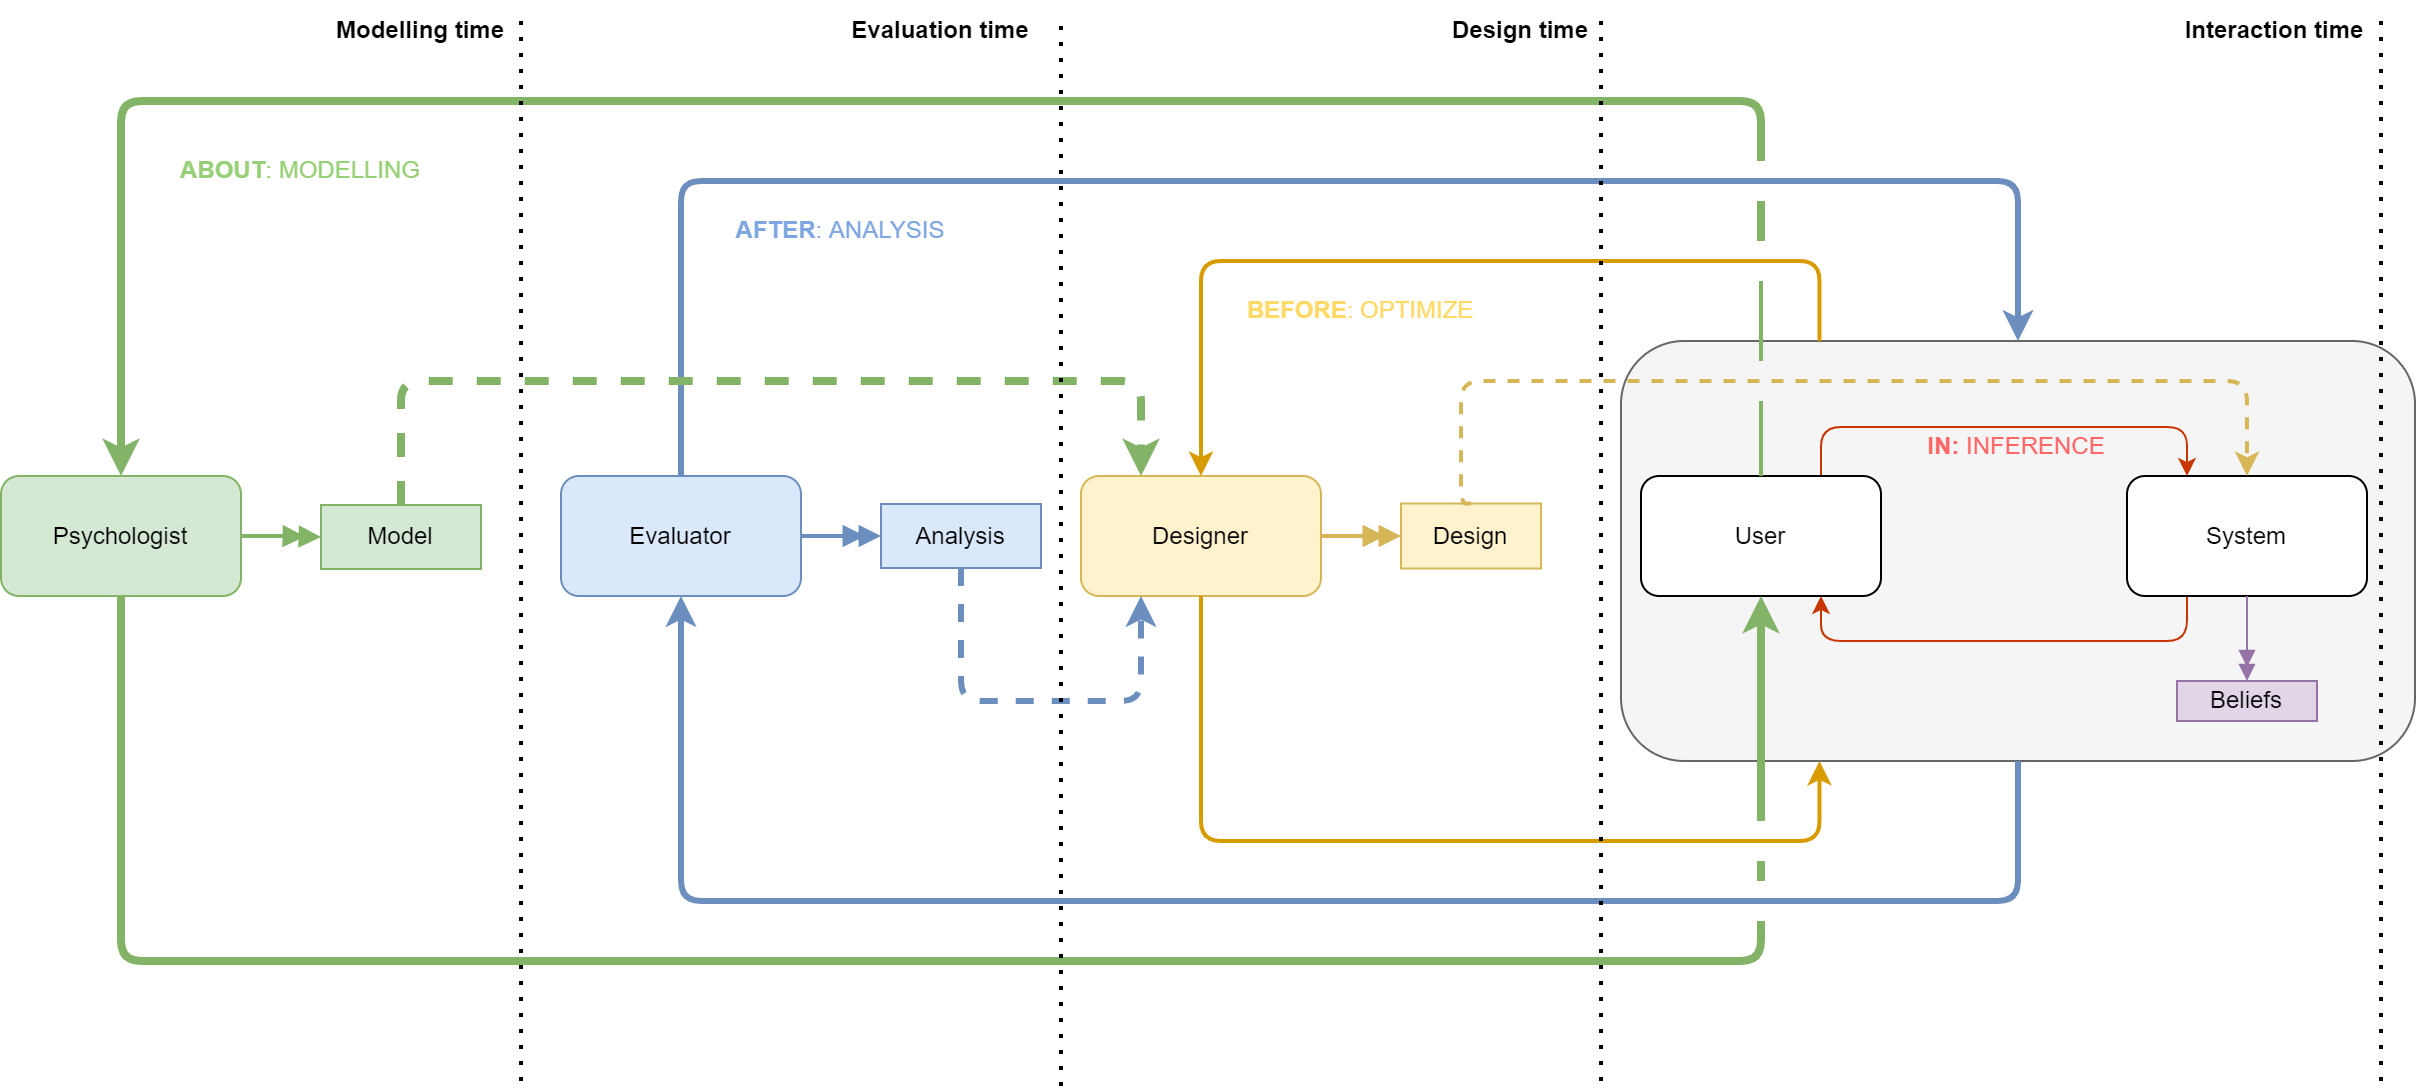 Modelling time
Evaluation time
Design time
Interaction time
ABOUT: MODELLING
AFTER: ANALYSIS
BEFORE: OPTIMIZE
IN: INFERENCE
Psychologist
Model
Evaluator
Analysis
Designer
Design
User
System
Beliefs